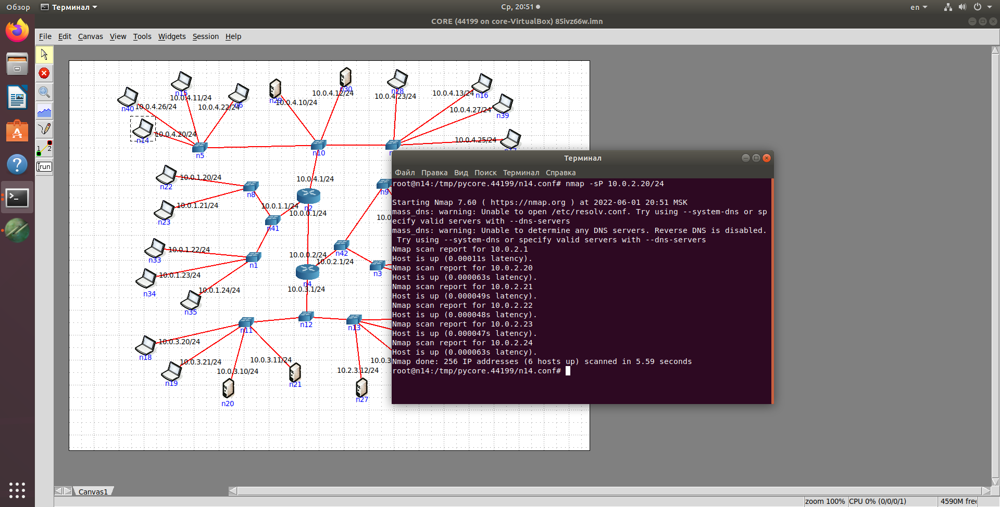 Обзор
Терминал
Ср, 20:51
en
CORE (44199 on core-VirtualBox) 85ivz66w.imn
File Edit Canvas View Tools Widgets Session Help
n40
10.0.4.26/24
n15
10.0.4.11/24
n6
10.0.4.22/24
n29
10.0.4.10/24
n30
10.0.4.12/24
n28
10.0.4.23/24
n16
10.0.4.13/24
n39
10.0.4.27/24
n14
10.0.4.20/24
10.0.4.25/24
n5
n10
n22
10.0.1.20/24
n8
10.0.4.1/24
n2
n9
n23
10.0.1.21/24
10.0.1.1/24
10.0.0.1/24
n41
n33
10.0.1.22/24
n1
10.0.0.2/24
n42
10.0.2.1/24
n3
n34
10.0.1.23/24
n4
10.0.3.1/24
n35
10.0.1.24/24
n11
n12
n13
n18
10.0.3.20/24
n19
10.0.3.21/24
n20
10.0.3.10/24
n21
10.0.3.11/24
n27
10.2.3.12/24
Терминал
Файл Правка Вид Поиск Терминал Справка
root@n14:/tmp/pycore.44199/n14.conf# nmap -sP 10.0.2.20/24
Starting Nmap 7.60 ( https://nmap.org ) at 2022-06-01 20:51 MSK
mass_dns: warning: Unable to open /etc/resolv.conf. Try using --system-dns or sp
ecify valid servers with --dns-servers
mass_dns: warning: Unable to determine any DNS servers. Reverse DNS is disabled.
Try using --system-dns or specify valid servers with --dns-servers
Nmap scan report for 10.0.2.1
Host is up (0.00011s latency).
Nmap scan report for 10.0.2.20
Host is up (0.000063s latency).
Nmap scan report for 10.0.2.21
Host is up (0.000049s latency).
Nmap scan report for 10.0.2.22
Host is up (0.000048s latency).
Nmap scan report for 10.0.2.23
Host is up (0.000047s latency).
Nmap scan report for 10.0.2.24
Host is up (0.000063s latency).
Nmap done: 256 IP addresses (6 hosts up) scanned in 5.59 seconds
root@n14:/tmp/pycore.44199/n14.conf#
1 2
run
Canvas1
zoom 100%
CPU 0% (0/0/0/1)
4590M free